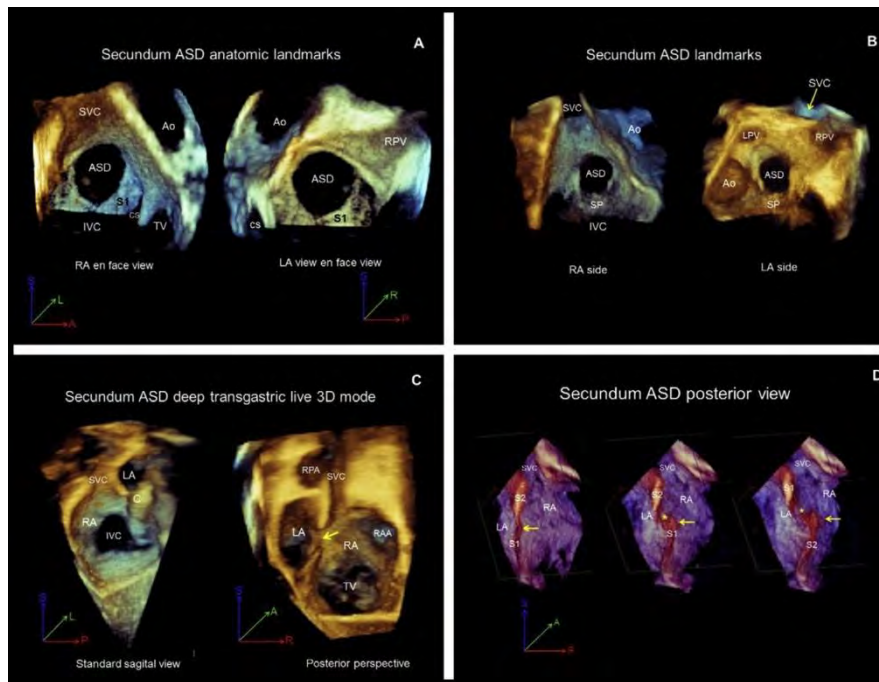 Secundum ASD anatomic landmarks
A
SVC
Ao
Ao
RPV
ASD
ASD
S1
CS
IVC
TV
CS
S1
RA en face view
LA view en face view
S
L
A
S
R
P
Secundum ASD landmarks
B
SVC
SVC
Ao
LPV
RPV
ASD
Ao
ASD
SP
SP
IVC
RA side
LA side
Secundum ASD deep transgastric live 3D mode
C
SVC
LA
C
RA
IVC
RPA
SVC
LA
RA
RAA
TV
S
L
P
S
A
R
Standard sagital view
Posterior perspective
Secundum ASD posterior view
D
SVC
S2
RA
LA
S1
SVC
S2
RA
LA
*
S1
SVC
S1
RA
LA
*
S2
A